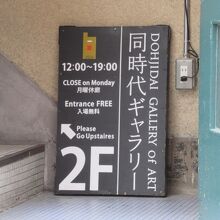 12:00〜19:00
CLOSE on Monday
月曜休廊
Entrance FREE
入場無料
Please
Go Upstaires
2F
DOHJIDAI GALLERY of ART
同時代ギャラリー